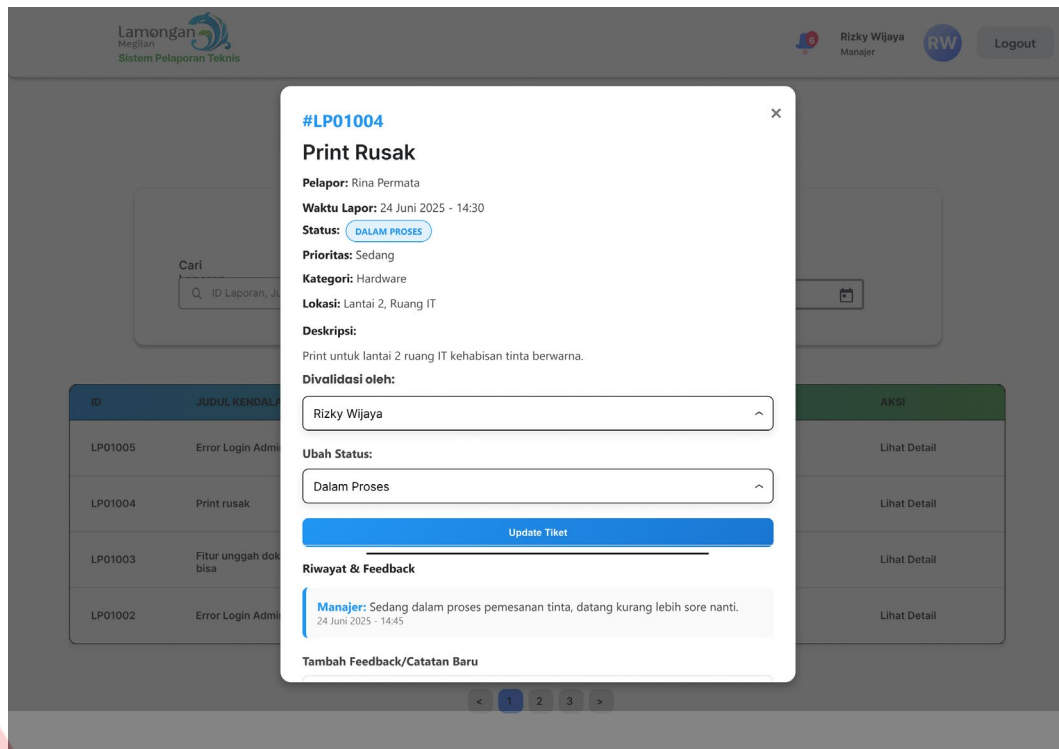 Lamongan
Megilan
Sistem Pelaporan Teknis
6
Rizky Wijaya
Manajer
RW
Logout
#LP01004
×
Print Rusak
Pelapor: Rina Permata
Waktu Lapor: 24 Juni 2025 - 14:30
Status: DALAM PROSES
Prioritas: Sedang
Kategori: Hardware
Lokasi: Lantai 2, Ruang IT
Deskripsi:
Print untuk lantai 2 ruang IT kehabisan tinta berwarna.
Divalidasi oleh:
Rizky Wijaya
Ubah Status:
Dalam Proses
Update Tiket
Riwayat & Feedback
Manajer: Sedang dalam proses pemesanan tinta, datang kurang lebih sore nanti.
24 Juni 2025 - 14:45
Tambah Feedback/Catatan Baru
Cari
ID Laporan, Ju
ID JUDUL KENDALA AKSI
LP01005 Error Login Admi Lihat Detail
LP01004 Print rusak Lihat Detail
LP01003 Fitur unggah dok Lihat Detail
bisa
LP01002 Error Login Admi Lihat Detail
< 1 2 3 >